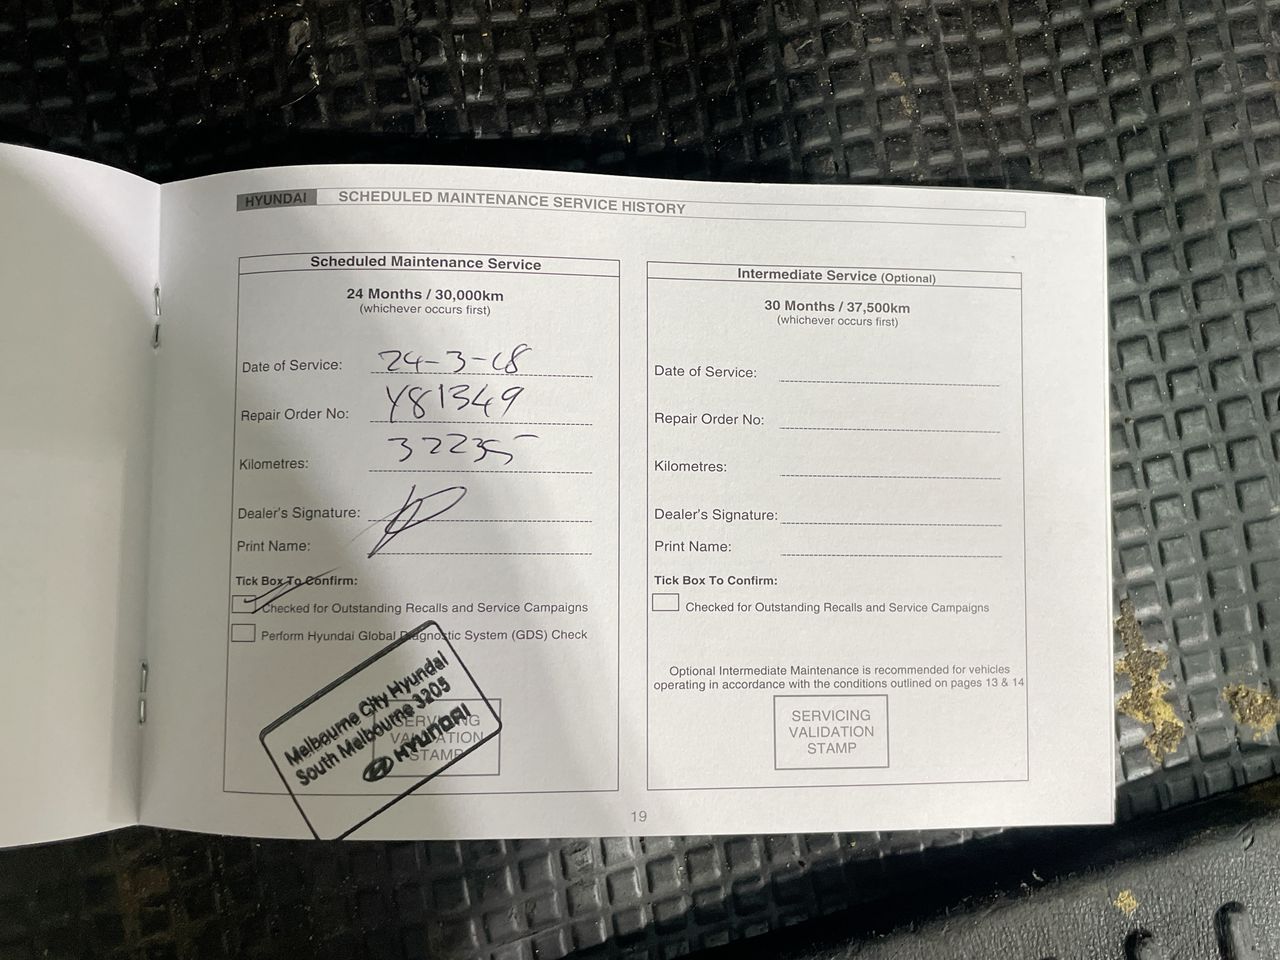 HYUNDAI SCHEDULED MAINTENANCE SERVICE HISTORY
Scheduled Maintenance Service
24 Months / 30,000km
(whichever occurs first)
Date of Service: 24-3-18
Repair Order No: Y81349
Kilometres: 32235
Dealer's Signature:
Print Name:
Tick Box To Confirm:
Checked for Outstanding Recalls and Service Campaigns
Perform Hyundai Global Diagnostic System (GDS) Check
SERVICING
VALIDATION
STAMP
Melbourne City Hyundai
South Melbourne 3205
HYUNDAI
Intermediate Service (Optional)
30 Months / 37,500km
(whichever occurs first)
Date of Service:
Repair Order No:
Kilometres:
Dealer's Signature:
Print Name:
Tick Box To Confirm:
Checked for Outstanding Recalls and Service Campaigns
Optional Intermediate Maintenance is recommended for vehicles
operating in accordance with the conditions outlined on pages 13 & 14
SERVICING
VALIDATION
STAMP
19